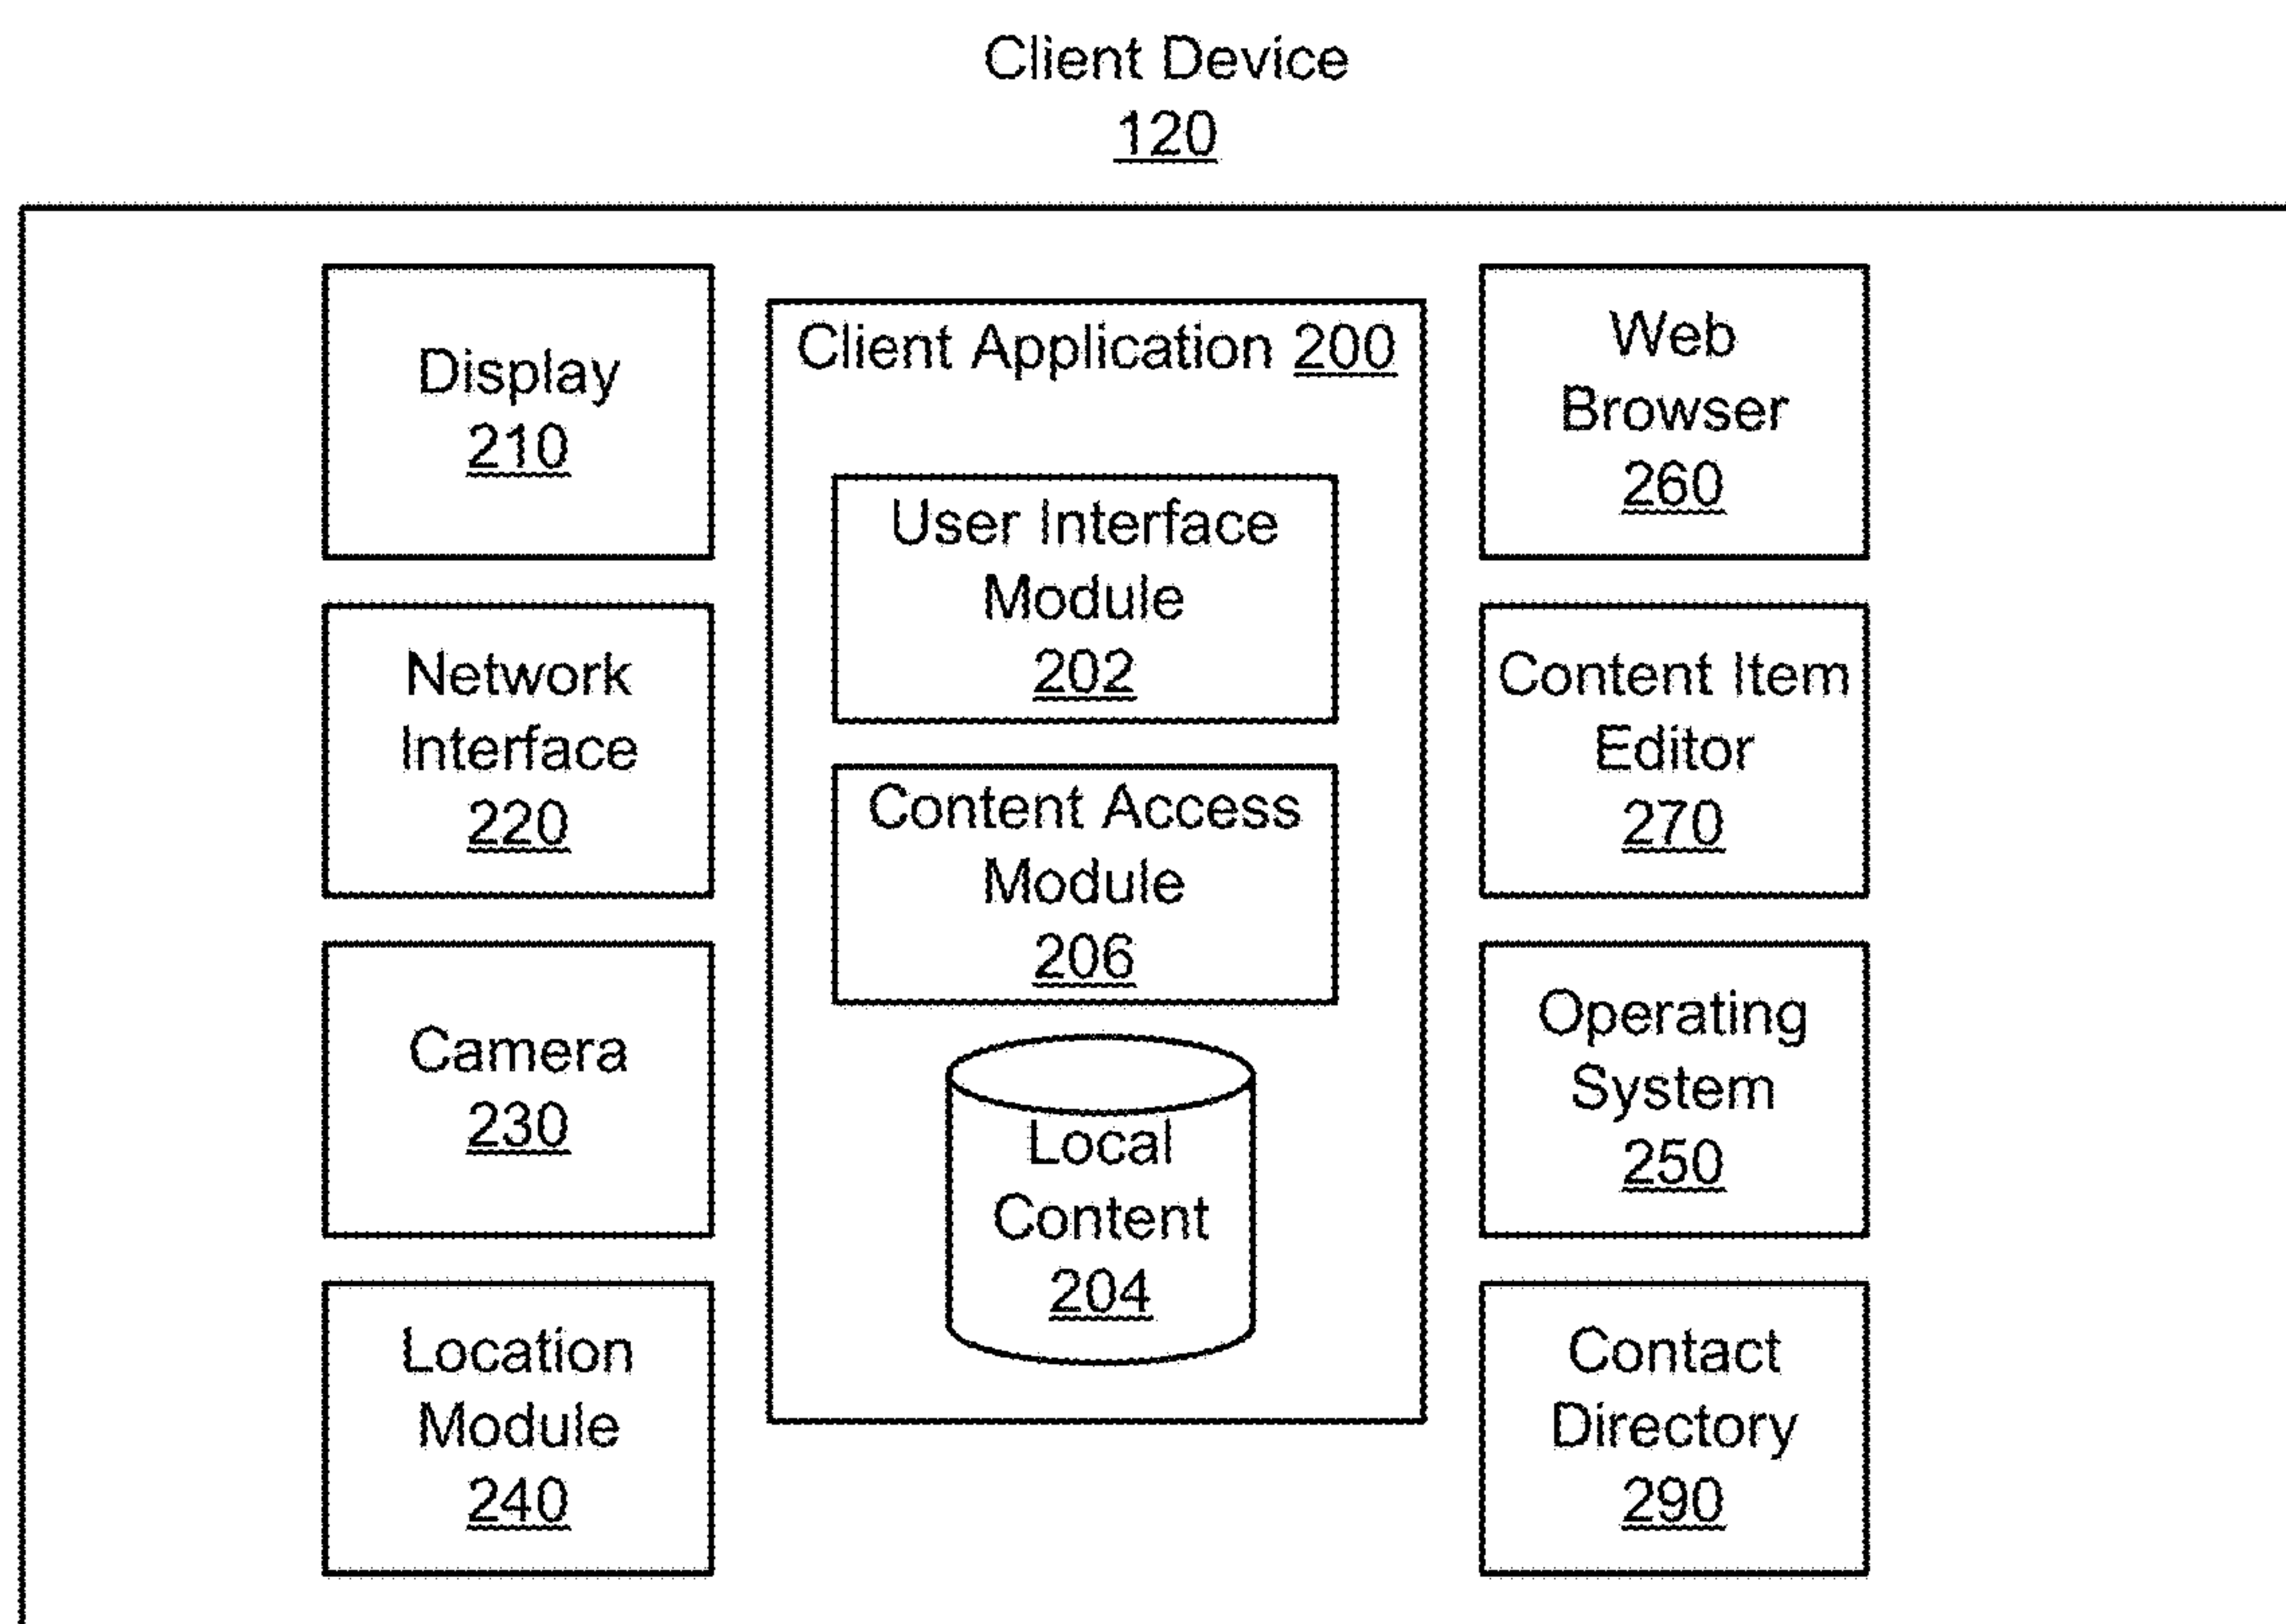 Client Device
120
Display
210
Network
Interface
220
Camera
230
Location
Module
240
Client Application 200
User Interface
Module
202
Content Access
Module
206
Local
Content
204
Web
Browser
260
Content Item
Editor
270
Operating
System
250
Contact
Directory
290